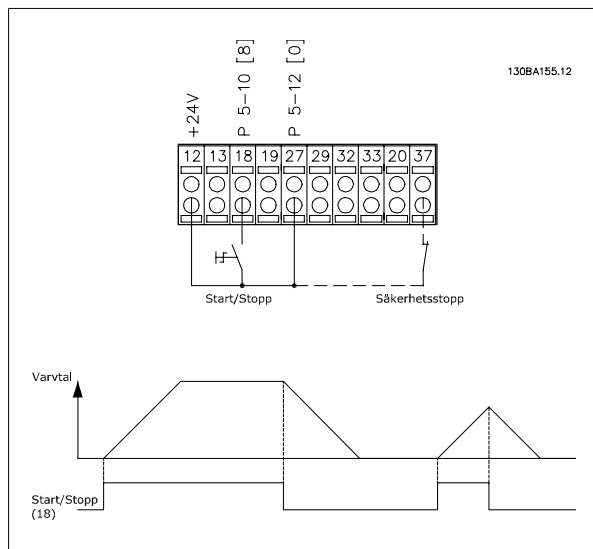 130BA155.12
+24V
P 5-10 [8]
P 5-12 [0]
12 13 18 19 27 29 32 33 20 37
Start/Stopp
Säkerhetsstopp
Varvtal
Start/Stopp
(18)